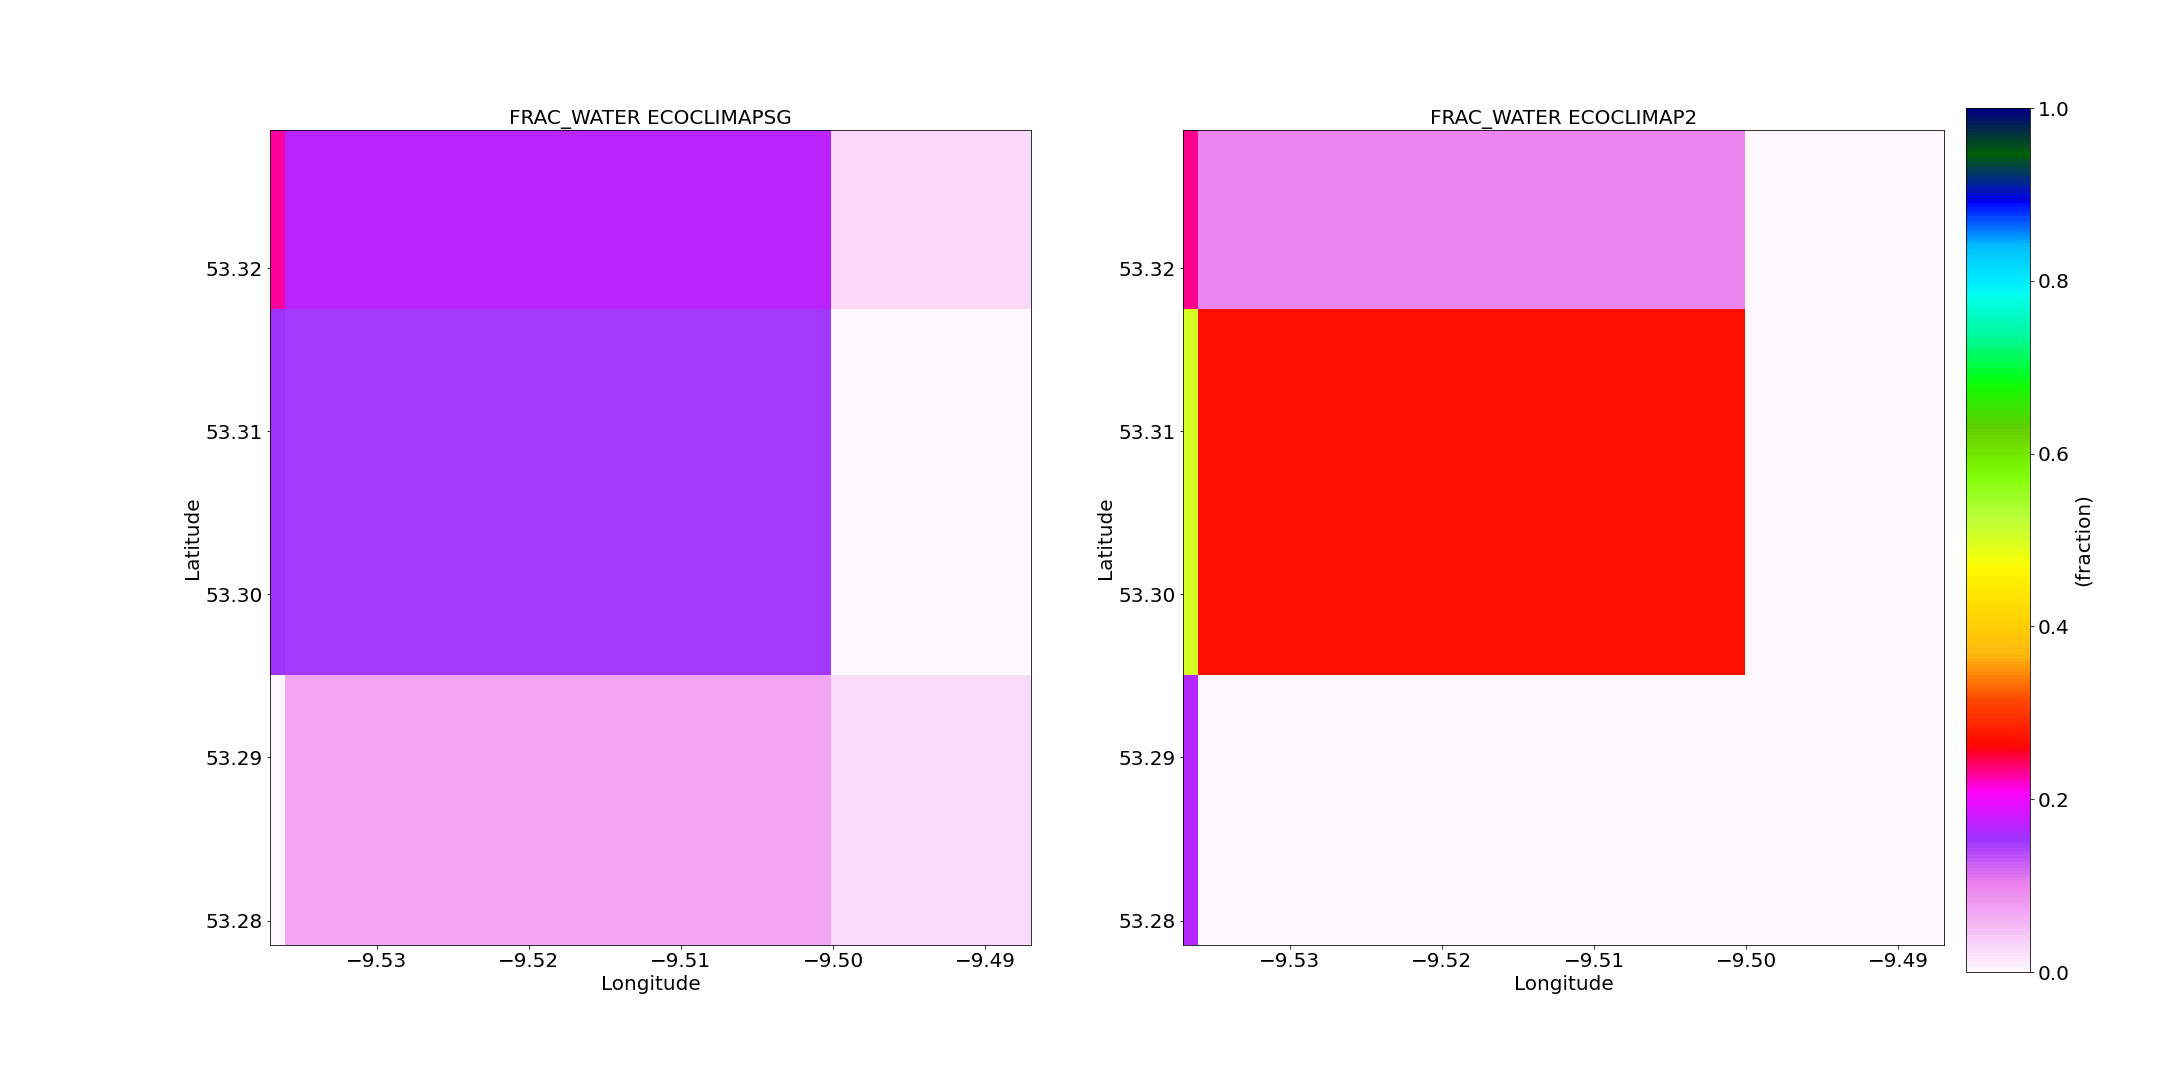 FRAC_WATER ECOCLIMAPSG
53.32
53.31
53.30
53.29
53.28
Latitude
−9.53 −9.52 −9.51 −9.50 −9.49
Longitude
FRAC_WATER ECOCLIMAP2
53.32
53.31
53.30
53.29
53.28
Latitude
−9.53 −9.52 −9.51 −9.50 −9.49
Longitude
1.0
0.8
0.6
0.4
0.2
0.0
(fraction)